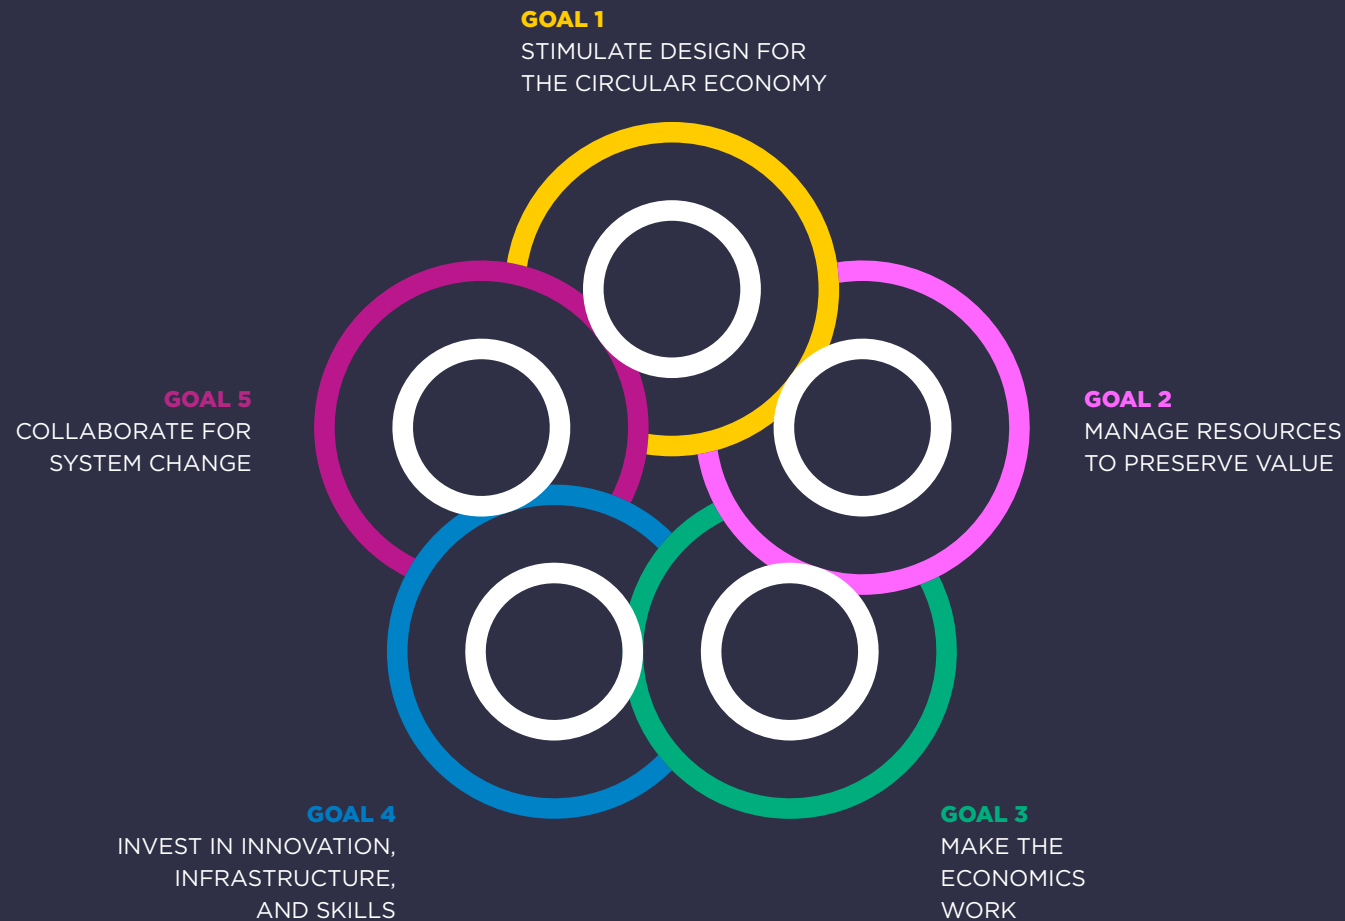 GOAL 1
STIMULATE DESIGN FOR
THE CIRCULAR ECONOMY
GOAL 2
MANAGE RESOURCES
TO PRESERVE VALUE
GOAL 3
MAKE THE
ECONOMICS
WORK
GOAL 4
INVEST IN INNOVATION,
INFRASTRUCTURE,
AND SKILLS
GOAL 5
COLLABORATE FOR
SYSTEM CHANGE